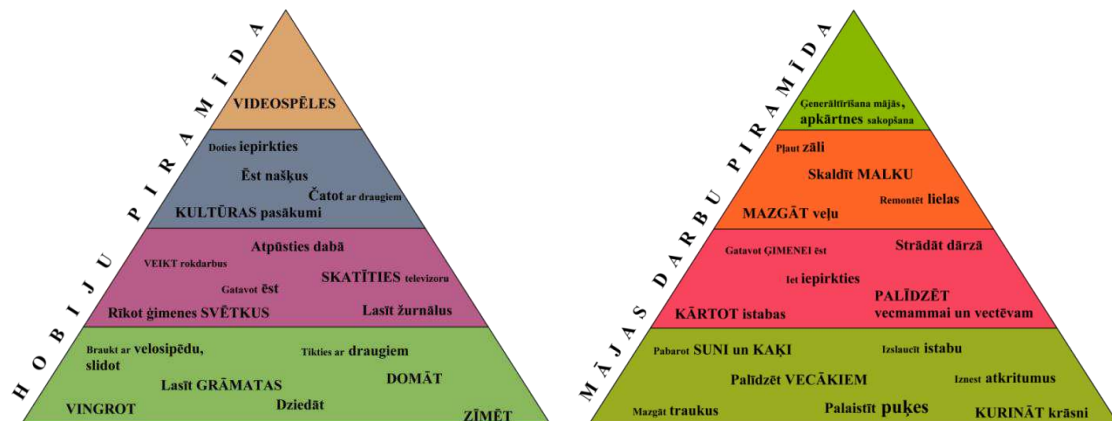 HOBIJU PIRAMĪDA
VIDEOSPĒLES
Doties iepirkties
Ēst našķus
Čatot ar draugiem
KULTŪRAS pasākumi
Atpūsties dabā
VEIKT rokdarbus
SKATĪTIES televizoru
Gatavot ēst
Rīkot ģimenes SVĒTKUS
Lasīt žurnālus
Braukt ar velosipēdu,
slidot
Tikties ar draugiem
Lasīt GRĀMATAS
DOMĀT
VINGROT
Dziedāt
ZĪMĒT
MĀJAS DARBU PIRAMĪDA
Ģenerāltīrīšana mājās,
apkārtnes sakopšana
Pļaut zāli
Skaldīt MALKU
Remontēt lielas
MAZGĀT veļu
Gatavot ĢIMENEI ēst
Strādāt dārzā
Iet iepirkties
KĀRTOT istabas
PALĪDZĒT
vecmammai un vectēvam
Pabarot SUNI un KAĶI
Izslaucīt istabu
Palīdzēt VECĀKIEM
Iznest atkritumus
Mazgāt traukus
Palaistīt puķes
KURINĀT krāsni